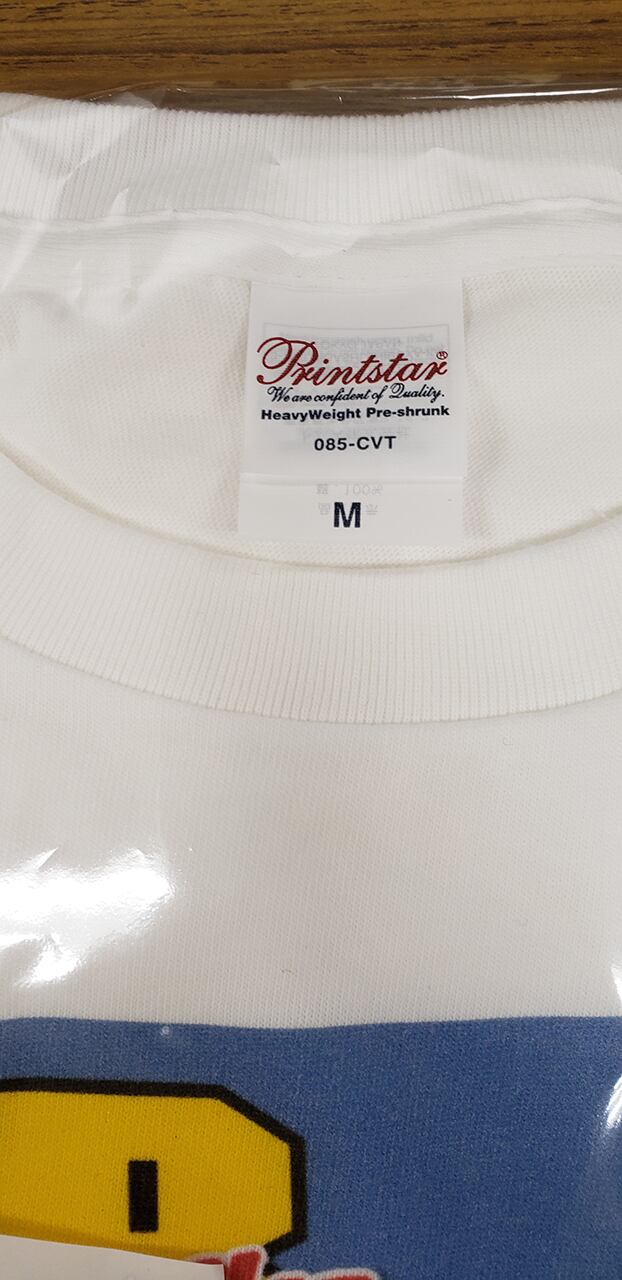 Printstar®
We are confident of Quality.
HeavyWeight Pre-shrunk
085-CVT
M